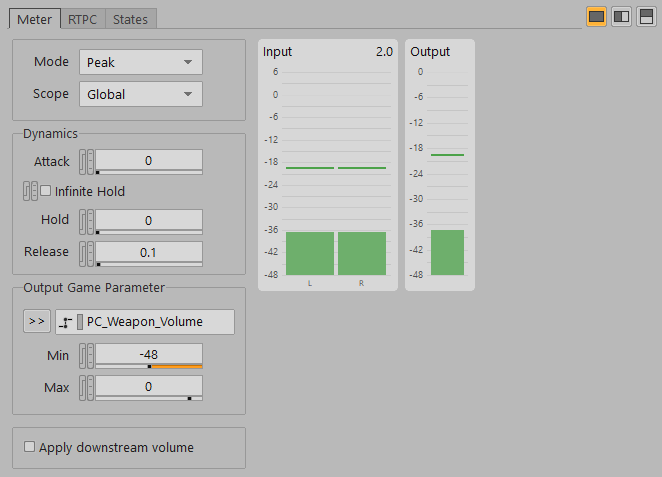 Meter RTPC States
Mode Peak
Scope Global
Dynamics
Attack 0
Infinite Hold
Hold 0
Release 0.1
Output Game Parameter
>> PC_Weapon_Volume
Min -48
Max 0
Apply downstream volume
Input 2.0
6
0
-6
-12
-18
-24
-30
-36
-42
-48
L R
Output
0
-6
-12
-18
-24
-30
-36
-42
-48